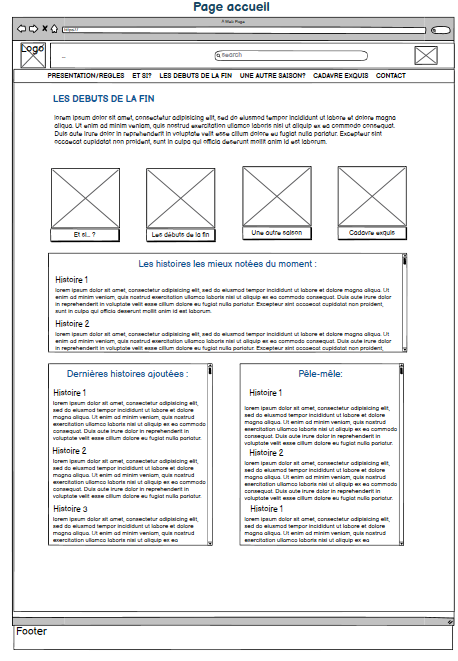 Page accueil
Main Page
https://
Logo
search
PRESENTATION/REGLES ET SI? LES DEBUTS DE LA FIN UNE AUTRE SAISON? CADAVRE EXQUIS CONTACT
LES DEBUTS DE LA FIN
lorem ipsum dolor sit amet, consectetur adipisicing elit, sed do eiusmod tempor incididunt ut labore et dolore magna
aliqua. Ut enim ad minim veniam, quis nostrud exercitation ullamco laboris nisi ut aliquip ex ea commodo consequat.
Duis aute irure dolor in reprehenderit in voluptate velit esse cillum dolore eu fugiat nulla pariatur. Excepteur sint
occaecat cupidatat non proident, sunt in culpa qui officia deserunt mollit anim id est laborum.
Et si... ? Les débuts de la fin Une autre saison Cadavre exquis
Les histoires les mieux notées du moment :
Histoire 1
lorem ipsum dolor sit amet, consectetur adipisicing elit, sed do eiusmod tempor incididunt ut labore et dolore magna aliqua. Ut
enim ad minim veniam, quis nostrud exercitation ullamco laboris nisi ut aliquip ex ea commodo consequat. Duis aute irure dolor
in reprehenderit in voluptate velit esse cillum dolore eu fugiat nulla pariatur. Excepteur sint occaecat cupidatat non proident,
sunt in culpa qui officia deserunt mollit anim id est laborum.
Histoire 2
lorem ipsum dolor sit amet, consectetur adipisicing elit, sed do eiusmod tempor incididunt ut labore et dolore magna aliqua. Ut
enim ad minim veniam, quis nostrud exercitation ullamco laboris nisi ut aliquip ex ea commodo consequat. Duis aute irure dolor
in reprehenderit in voluptate velit esse cillum dolore eu fugiat nulla pariatur. Excepteur sint occaecat cupidatat non proident,
Dernières histoires ajoutées :
Histoire 1
lorem ipsum dolor sit amet, consectetur adipisicing elit,
sed do eiusmod tempor incididunt ut labore et dolore
magna aliqua. Ut enim ad minim veniam, quis nostrud
exercitation ullamco laboris nisi ut aliquip ex ea commodo
consequat. Duis aute irure dolor in reprehenderit in
voluptate velit esse cillum dolore eu fugiat nulla pariatur.
Histoire 2
lorem ipsum dolor sit amet, consectetur adipisicing elit,
sed do eiusmod tempor incididunt ut labore et dolore
magna aliqua. Ut enim ad minim veniam, quis nostrud
exercitation ullamco laboris nisi ut aliquip ex ea commodo
consequat. Duis aute irure dolor in reprehenderit in
voluptate velit esse cillum dolore eu fugiat nulla pariatur.
Histoire 3
lorem ipsum dolor sit amet, consectetur adipisicing elit,
sed do eiusmod tempor incididunt ut labore et dolore
magna aliqua. Ut enim ad minim veniam, quis nostrud
exercitation ullamco laboris nisi ut aliquip ex ea
Pêle-mêle:
Histoire 1
lorem ipsum dolor sit amet, consectetur adipisicing elit,
sed do eiusmod tempor incididunt ut labore et dolore
magna aliqua. Ut enim ad minim veniam, quis nostrud
exercitation ullamco laboris nisi ut aliquip ex ea commodo
consequat. Duis aute irure dolor in reprehenderit in
voluptate velit esse cillum dolore eu fugiat nulla pariatur.
Histoire 2
lorem ipsum dolor sit amet, consectetur adipisicing elit,
sed do eiusmod tempor incididunt ut labore et dolore
magna aliqua. Ut enim ad minim veniam, quis nostrud
exercitation ullamco laboris nisi ut aliquip ex ea commodo
consequat. Duis aute irure dolor in reprehenderit in
voluptate velit esse cillum dolore eu fugiat nulla pariatur.
Histoire 1
lorem ipsum dolor sit amet, consectetur adipisicing elit,
sed do eiusmod tempor incididunt ut labore et dolore
magna aliqua. Ut enim ad minim veniam, quis nostrud
exercitation ullamco laboris nisi ut aliquip ex ea
Footer